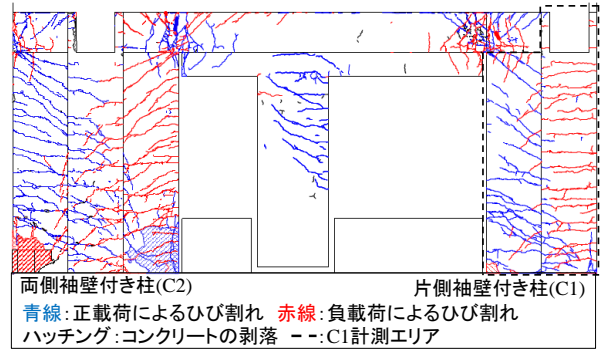 両側袖壁付き柱(C2) 片側袖壁付き柱(C1)
青線:正載荷によるひび割れ 赤線:負載荷によるひび割れ
ハッチング:コンクリートの剥落 --:C1計測エリア